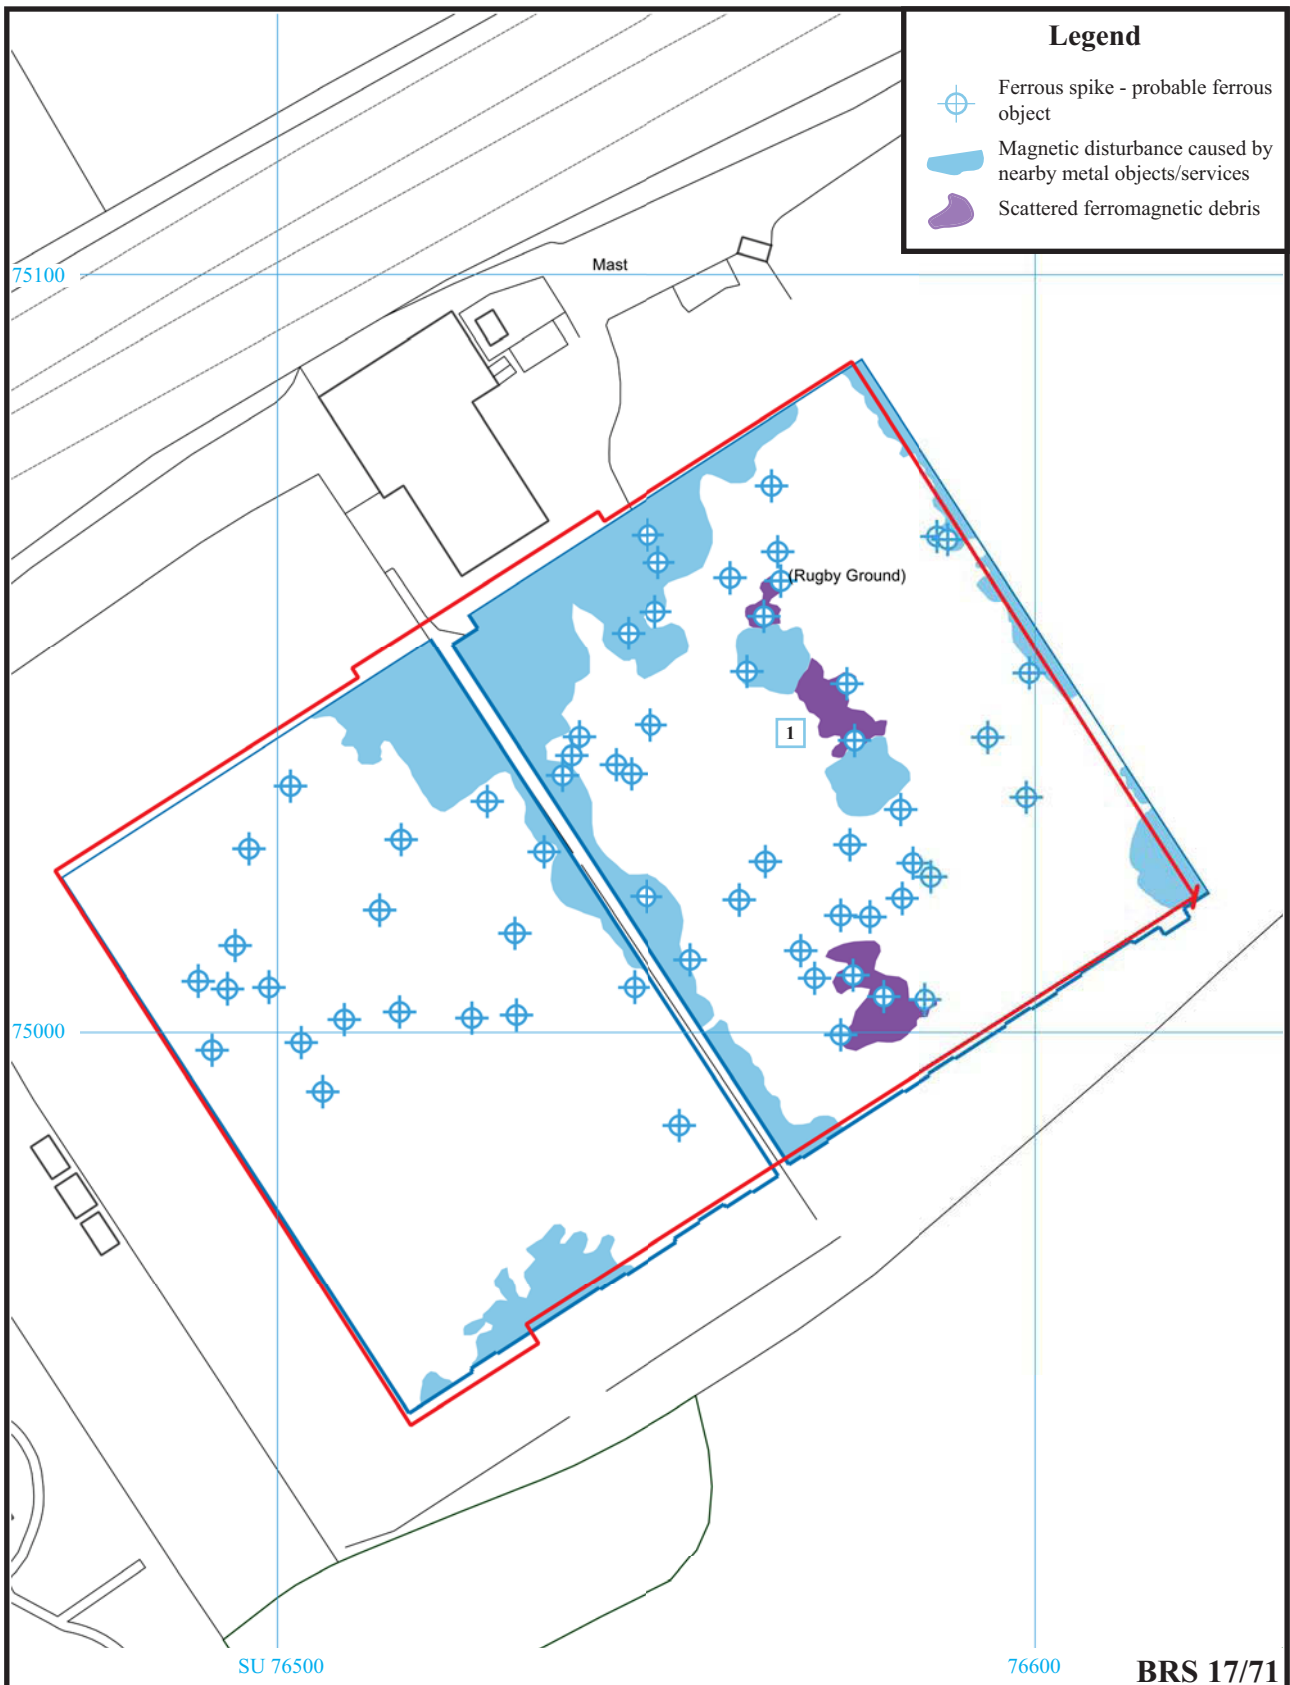 Legend
Ferrous spike - probable ferrous
object
Magnetic disturbance caused by
nearby metal objects/services
Scattered ferromagnetic debris
75100
Mast
(Rugby Ground)
1
75000
SU 76500
76600
BRS 17/71